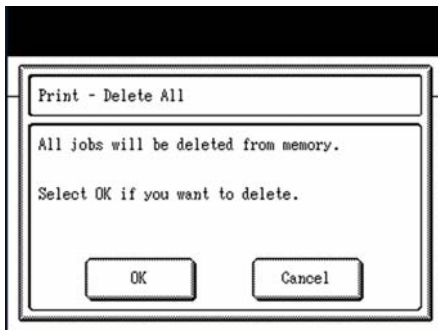 Print - Delete All
All jobs will be deleted from memory.
Select OK if you want to delete.
OK
Cancel